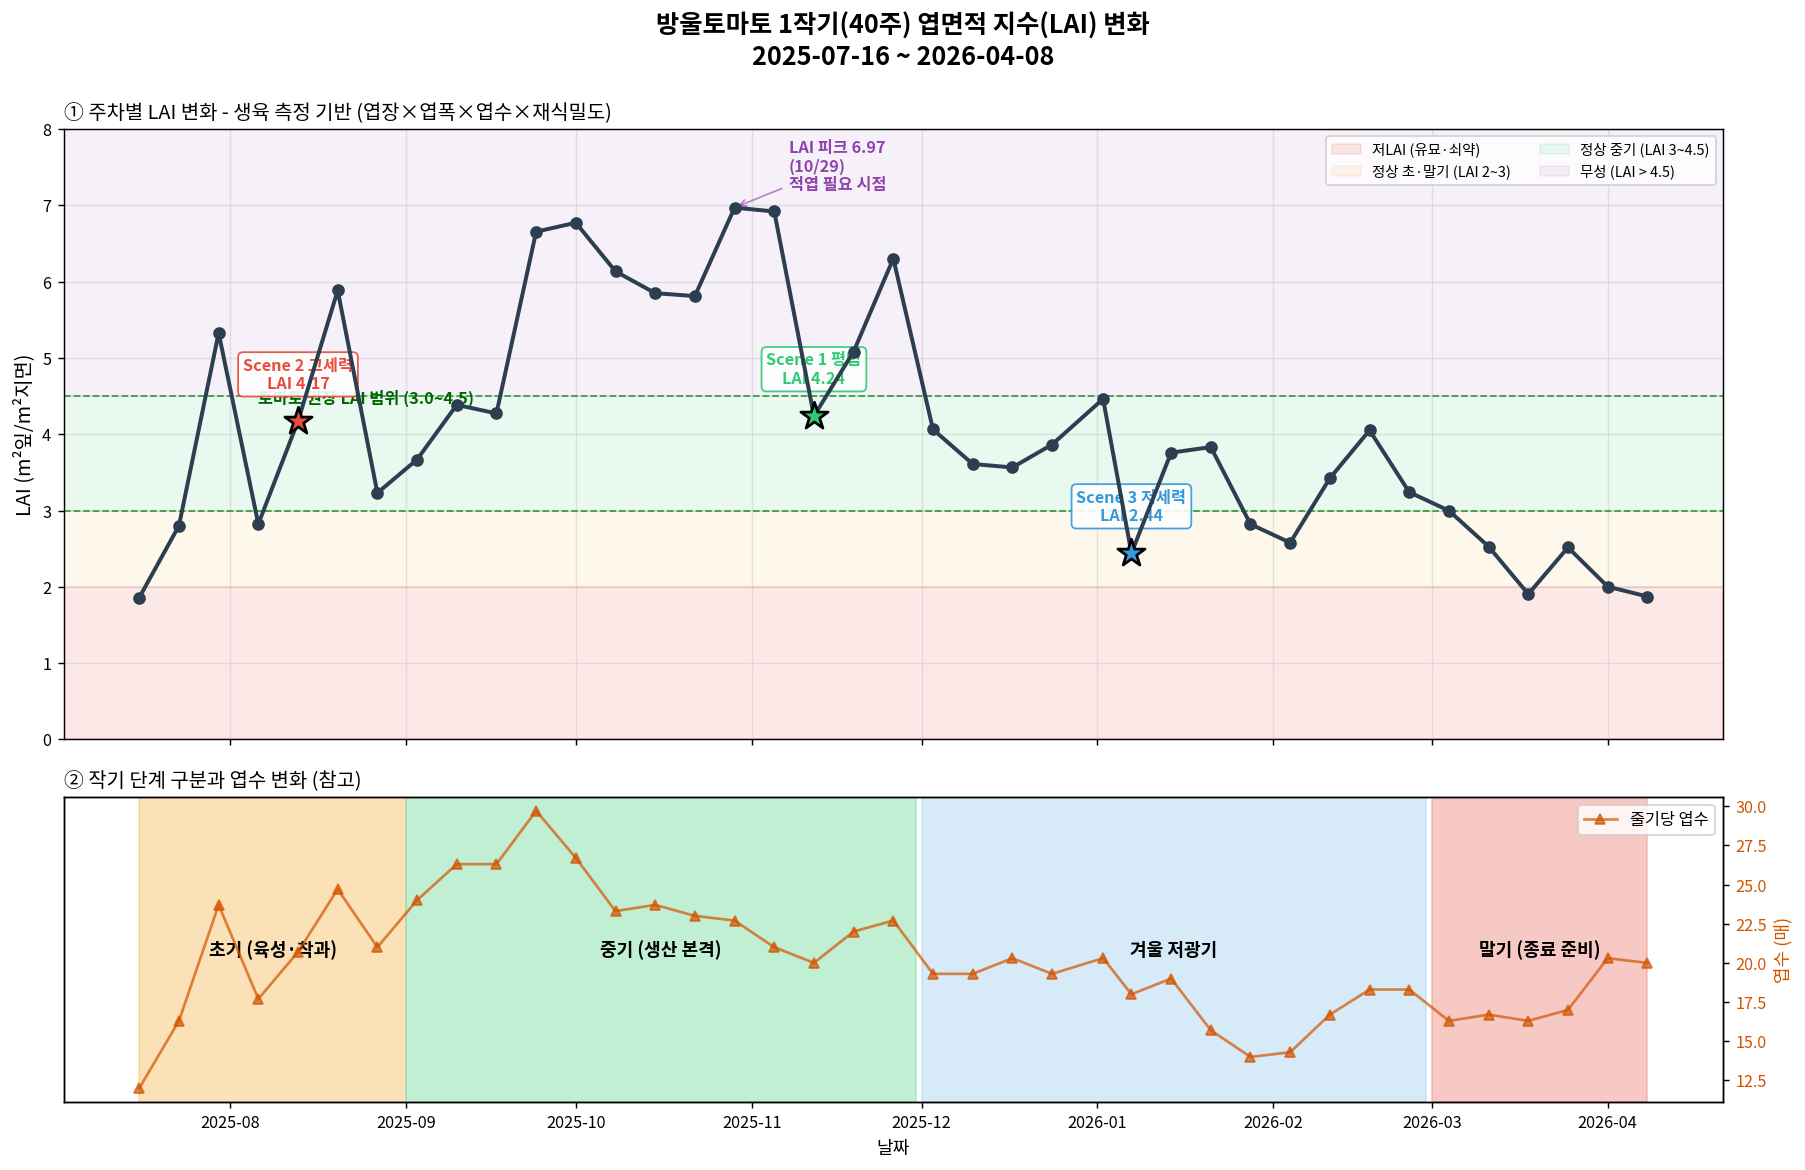 방울토마토 1작기(40주) 엽면적 지수(LAI) 변화
2025-07-16 ~ 2026-04-08
① 주차별 LAI 변화 - 생육 측정 기반 (엽장×엽폭×엽수×재식밀도)
LAI (m²잎/m²지면)
8
7
6
5
4
3
2
1
0
LAI 피크 6.97
(10/29)
적엽 필요 시점
저LAI (유묘·쇠약)
정상 초·말기 (LAI 2~3)
정상 중기 (LAI 3~4.5)
무성 (LAI > 4.5)
Scene 2 고세력
LAI 4.17
LAI 범위 (3.0~4.5)
Scene 1
LAI 4.24
Scene 3 저세력
LAI 2.44
② 작기 단계 구분과 엽수 변화 (참고)
줄기당 엽수
초기 (육성·착과)
중기 (생산 본격)
겨울 저광기
말기 (종료 준비)
30.0
27.5
25.0
22.5
20.0
17.5
15.0
12.5
엽수 (매)
2025-08
2025-09
2025-10
2025-11
2025-12
2026-01
2026-02
2026-03
2026-04
날짜